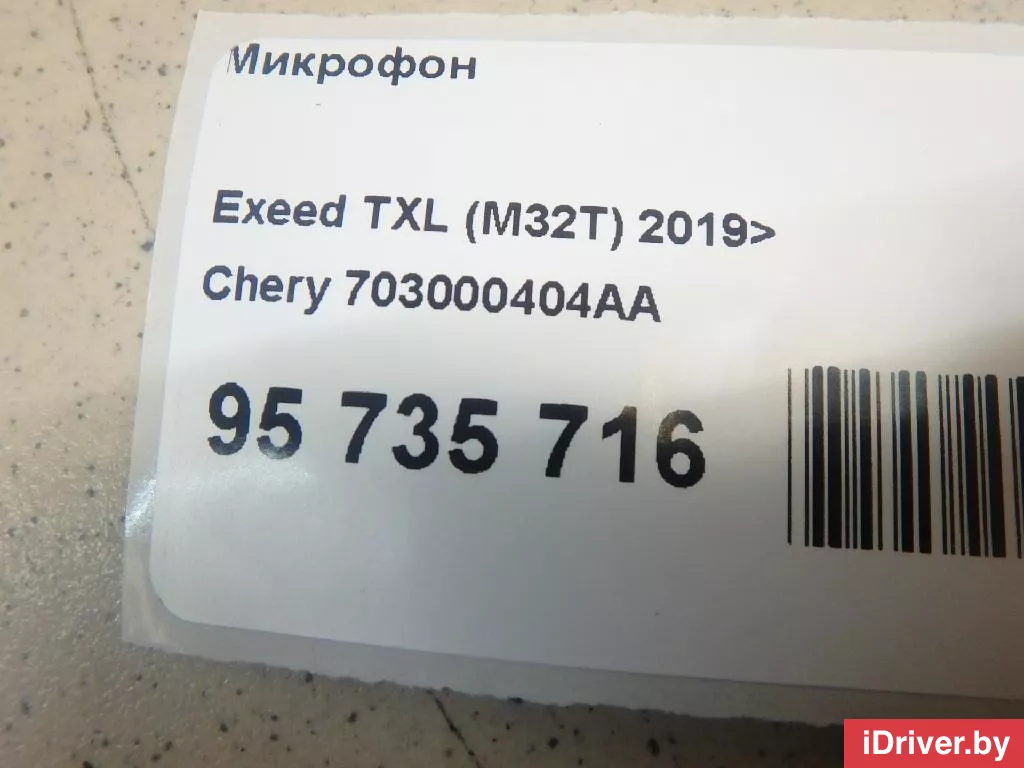 Микрофон
Exeed TXL (M32T) 2019>
Chery 703000404AA
95 735 716
iDriver.by